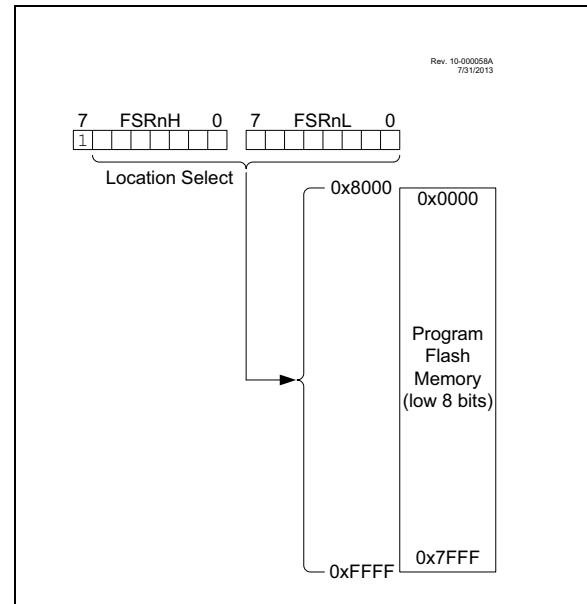 Rev. 10-000058A
7/31/2013
7 FSRnH 0 7 FSRnL 0
1
Location Select
0x8000 0x0000
Program
Flash
Memory
(low 8 bits)
0x7FFF
0xFFFF